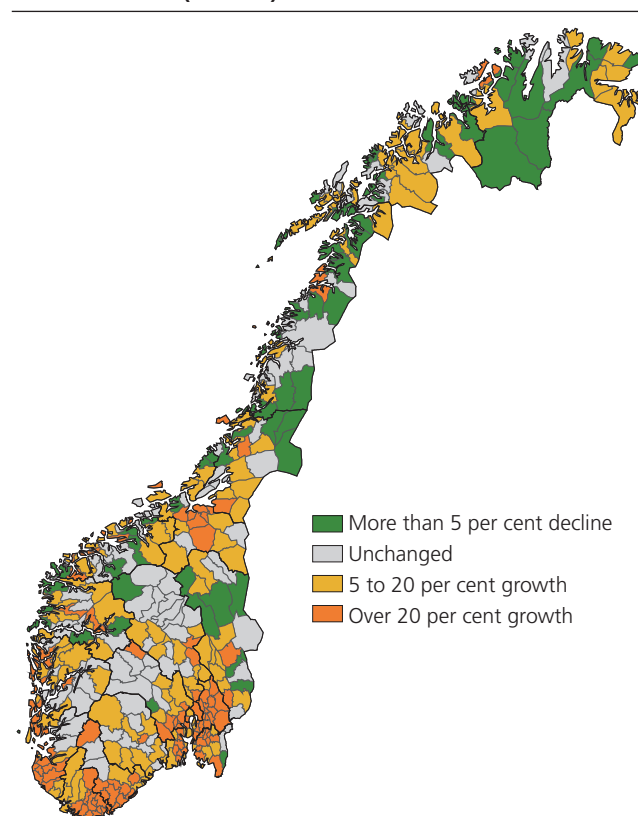 More than 5 per cent decline
Unchanged
5 to 20 per cent growth
Over 20 per cent growth